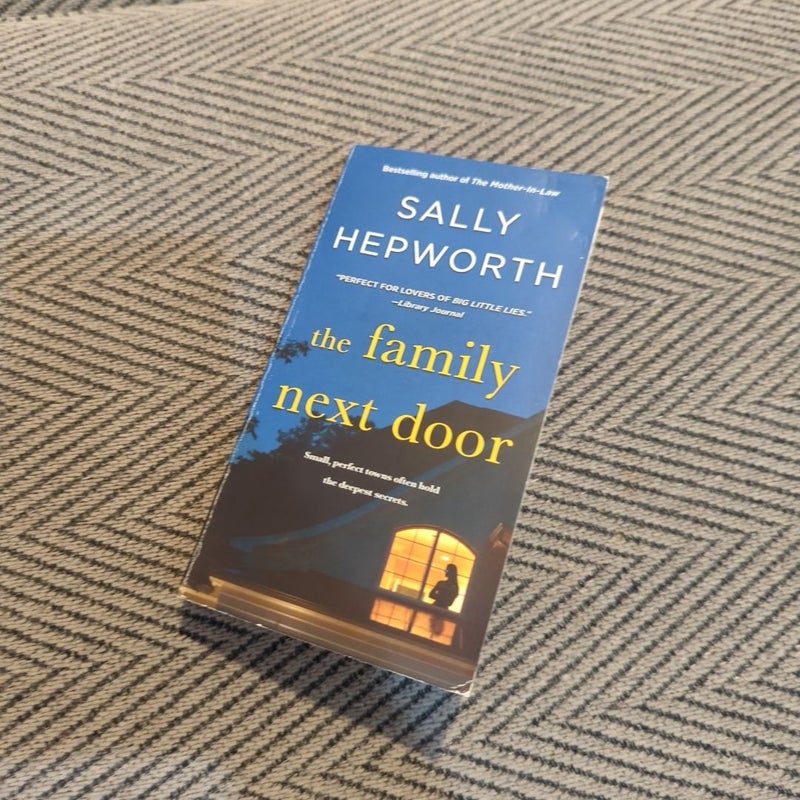 Bestselling author of The Mother-In-Law
SALLY
HEPWORTH
"PERFECT FOR LOVERS OF BIG LITTLE LIES."
—Library Journal
the family
next door
Small, perfect towns often hold
the deepest secrets.